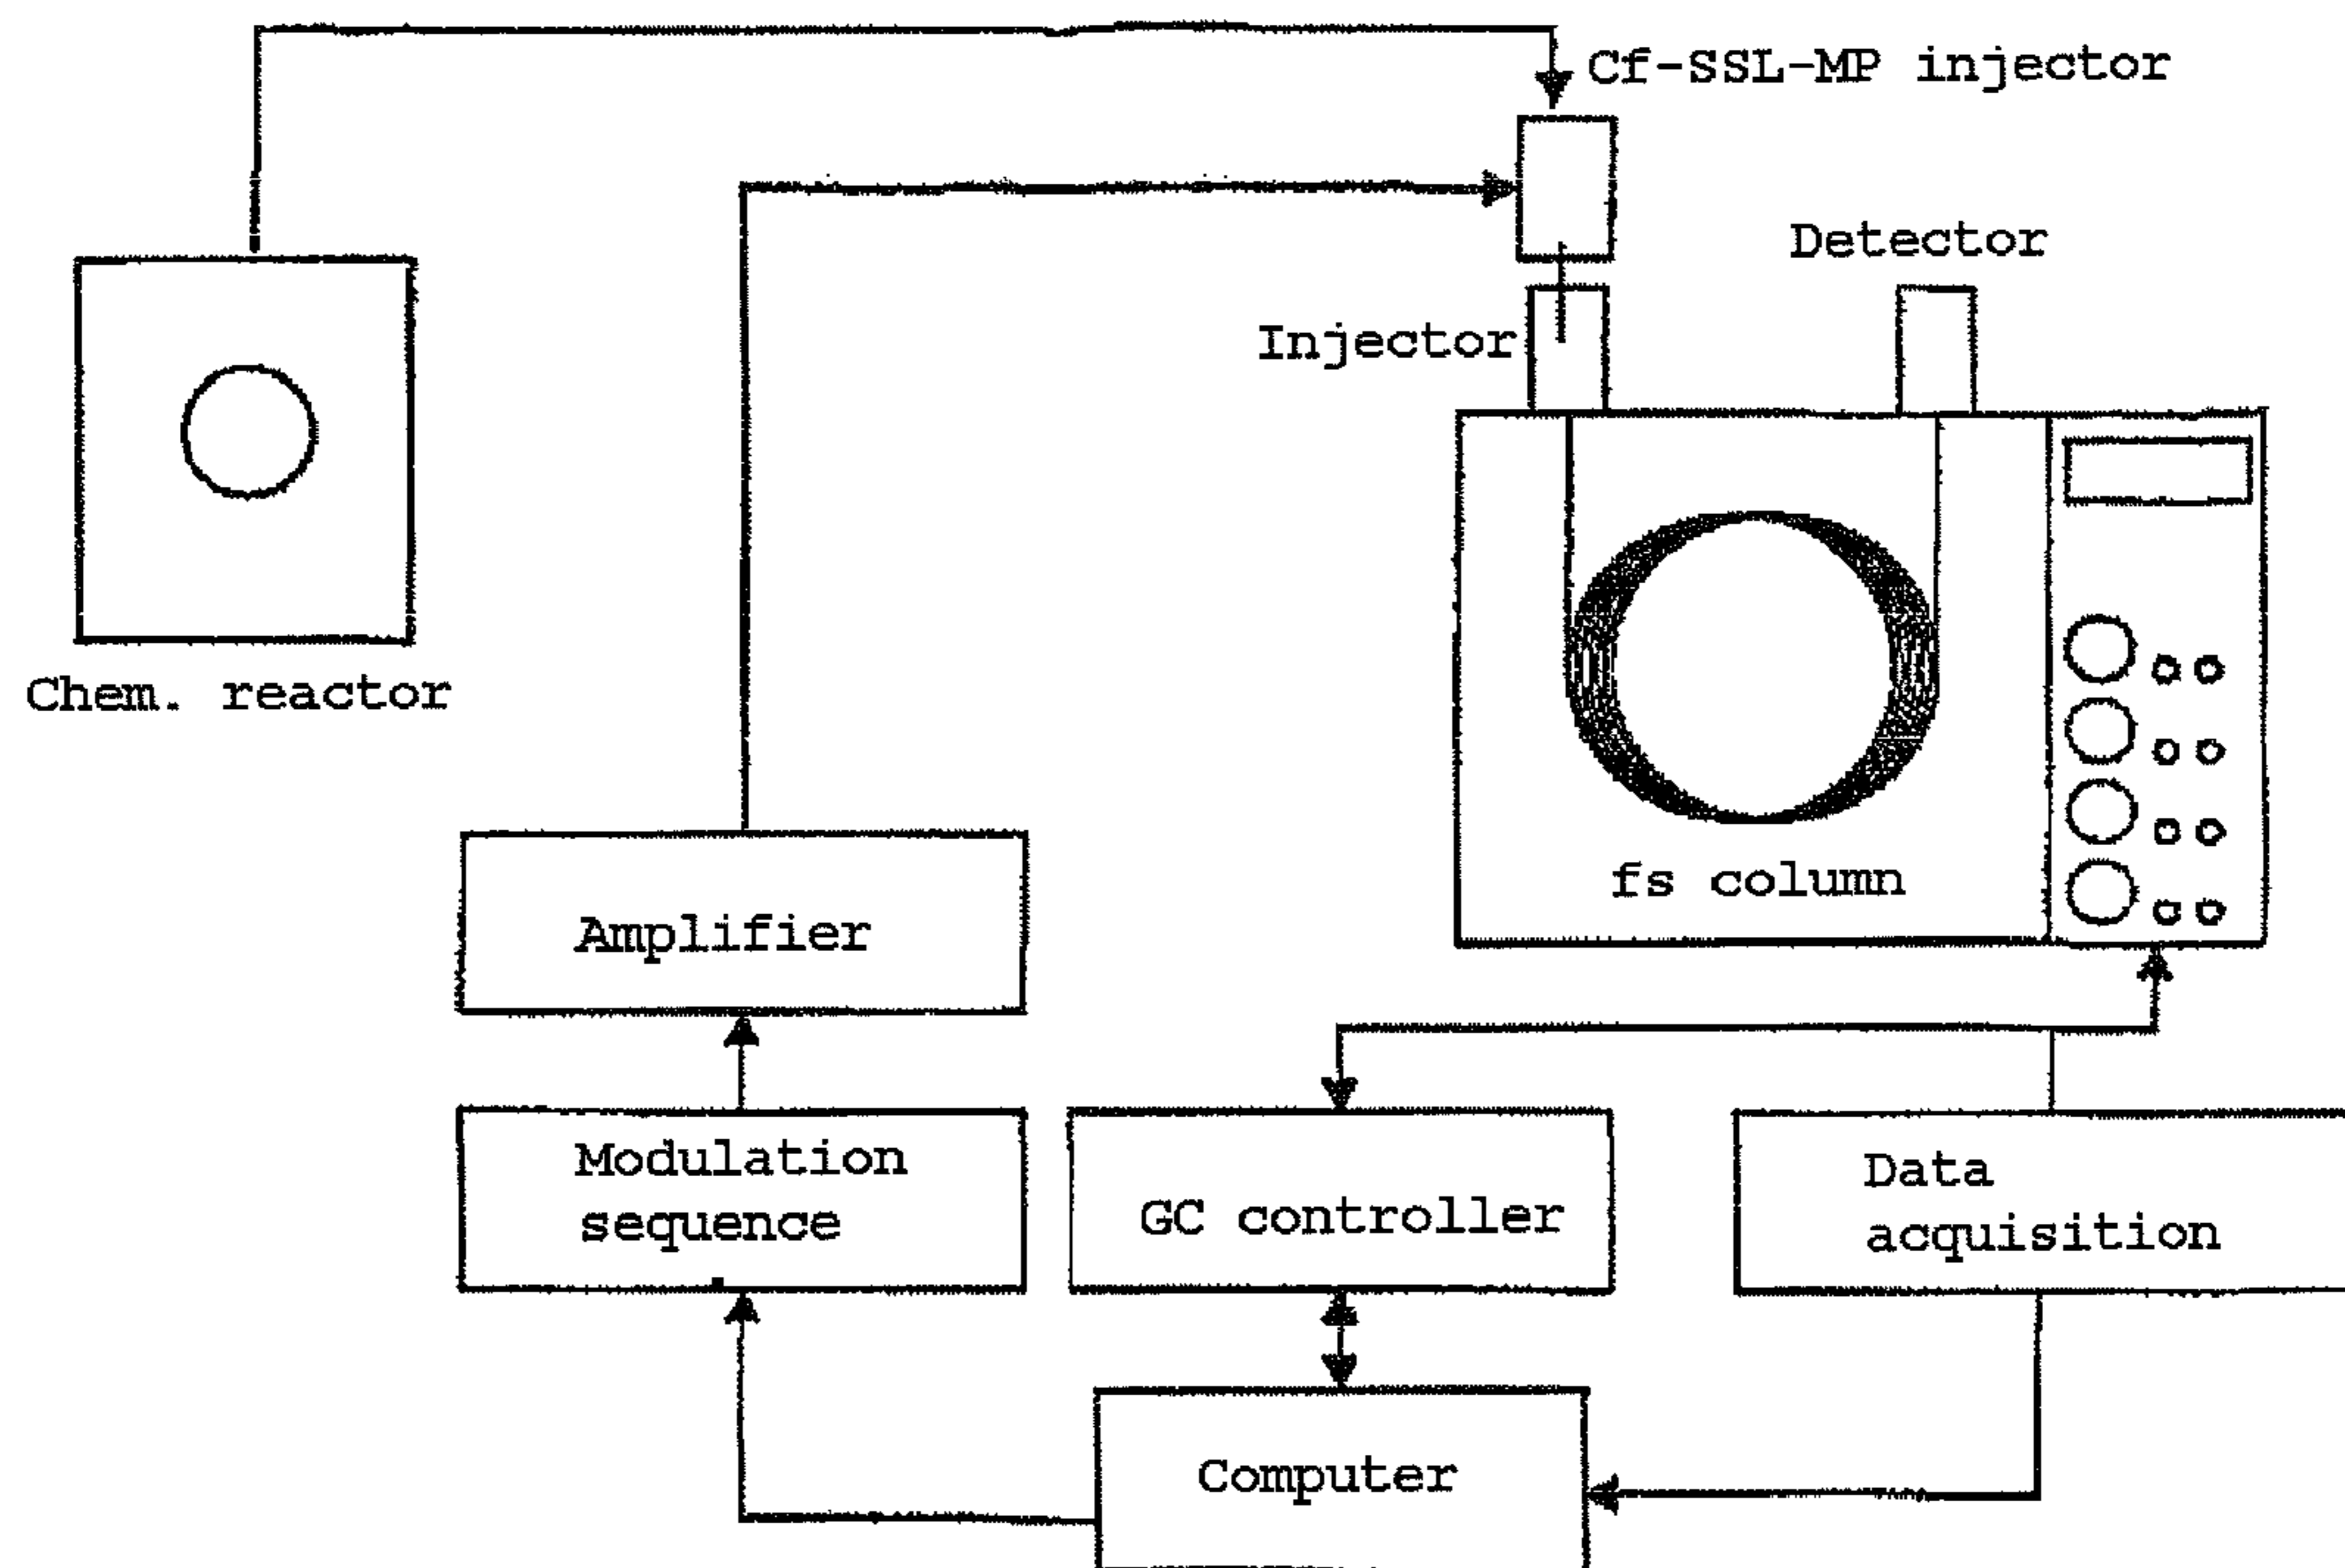 Cf-SSL-MP injector
Detector
Injector
Chem. reactor
fs column
Amplifier
Modulation
sequence
GC controller
Data
acquisition
Computer